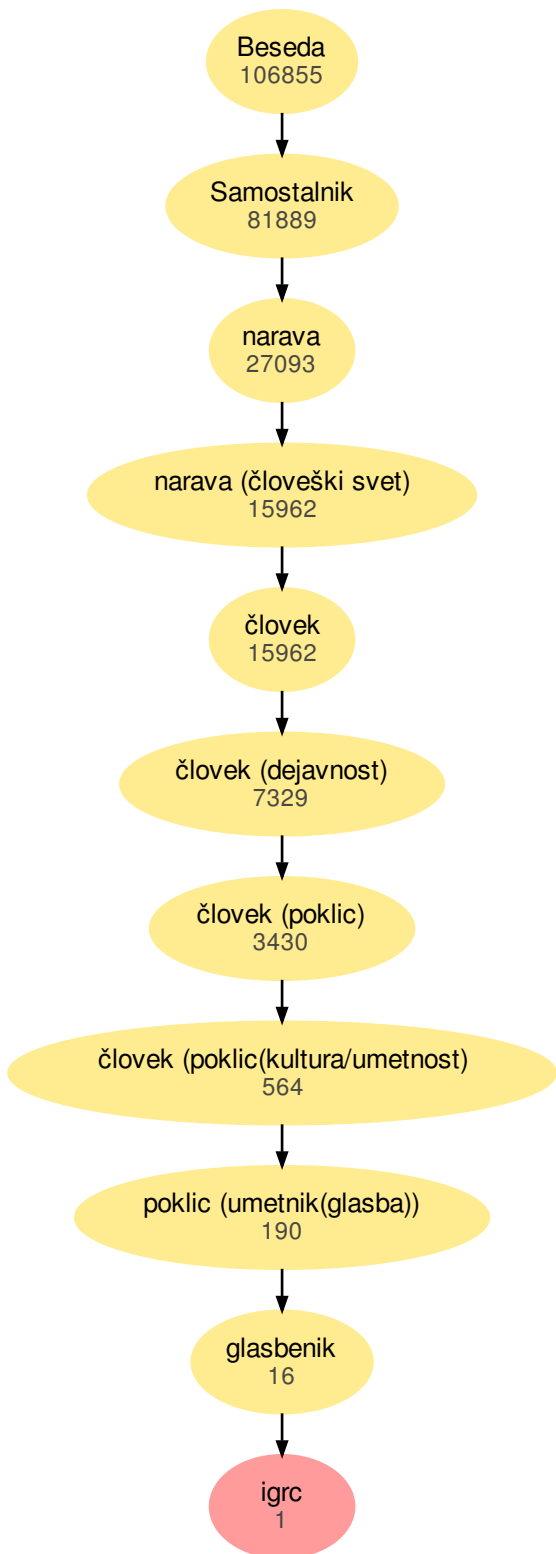 Beseda
106855
Samostalnik
81889
narava
27093
narava (človeški svet)
15962
človek
15962
človek (dejavnost)
7329
človek (poklic)
3430
človek (poklic(kultura/umetnost)
564
poklic (umetnik(glasba))
190
glasbenik
16
igrc
1